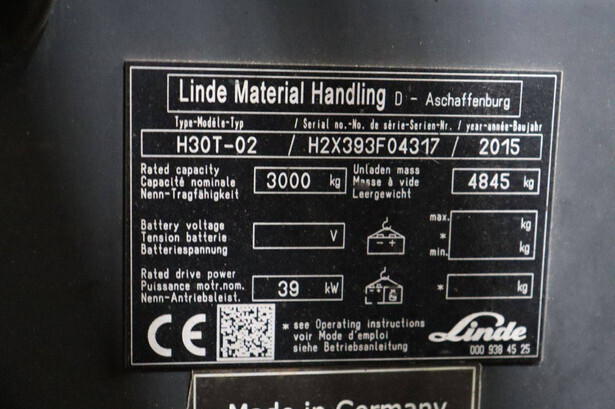 Linde Material Handling D - Aschaffenburg
Type-Modèle-Typ / Serial no.-No. de série-Serien-Nr. / year-année-Baujahr
H30T-02 / H2X393F04317 / 2015
Rated capacity
Capacité nominale
Nenn-Tragfähigkeit
3000 kg
Unladen mass
Masse à vide
Leergewicht
4845 kg
Battery voltage
Tension batterie
Batteriespannung
V
max. kg
*
min. kg
Rated drive power
Puissance motr.nom.
Nenn-Antriebsleist.
39 kW
* kg
CE
* see Operating instructions
voir Mode d'emploi
siehe Betriebsanleitung
Linde
000 938 45 25
Made in Germany